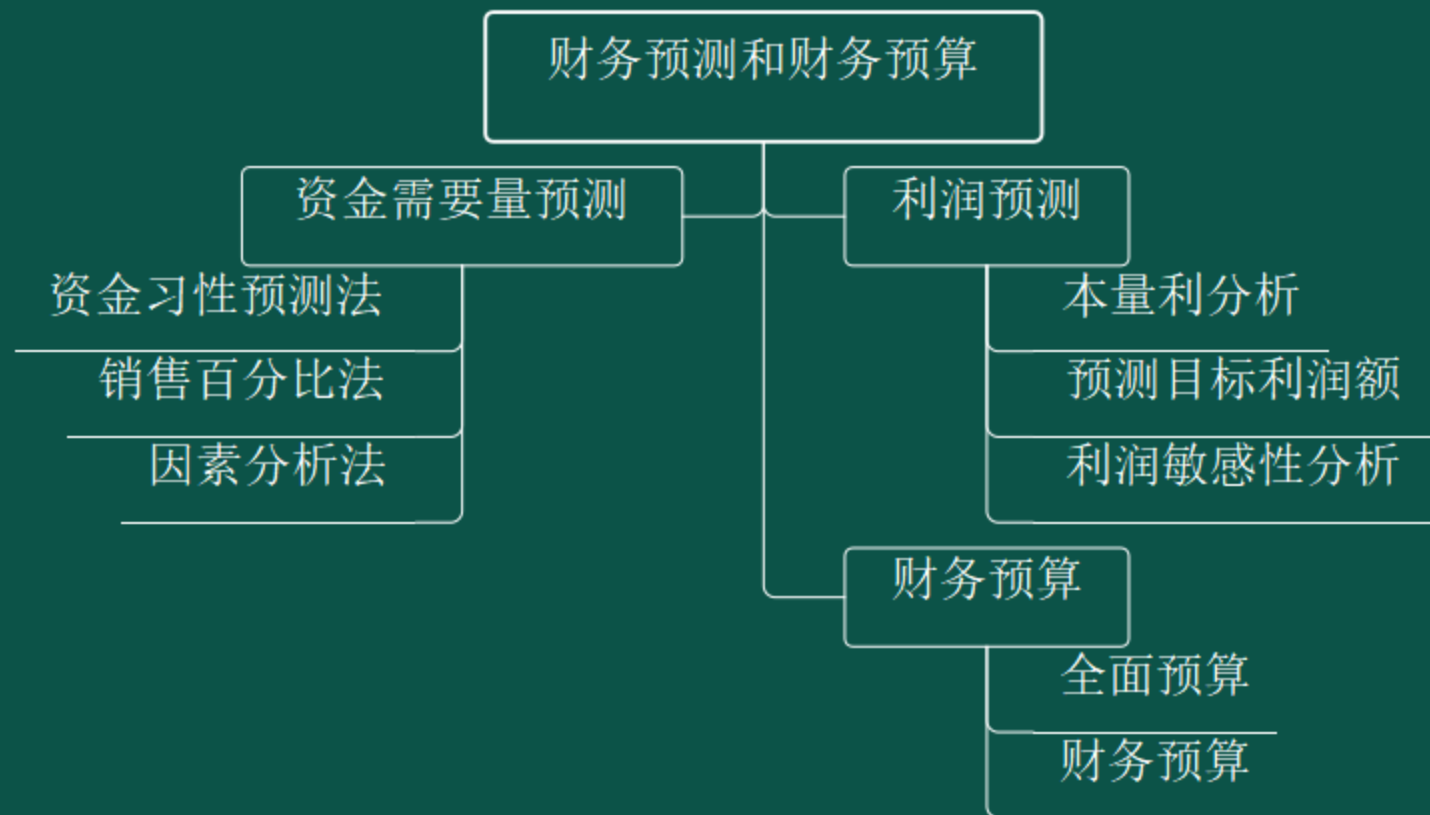 财务预测和财务预算
资金需要量预测
资金习性预测法
销售百分比法
因素分析法
利润预测
本量利分析
预测目标利润额
利润敏感性分析
财务预算
全面预算
财务预算